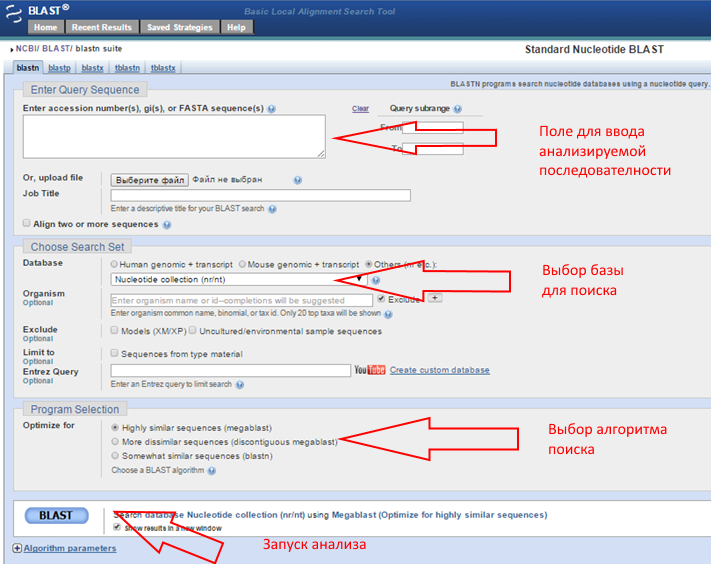 BLAST® Basic Local Alignment Search Tool
Home Recent Results Saved Strategies Help
NCBI/ BLAST/ blastn suite Standard Nucleotide BLAST
blastn blastp blastx tblastn tblastx
BLASTN programs search nucleotide databases using a nucleotide query.
Enter Query Sequence
Enter accession number(s), gi(s), or FASTA sequence(s) Clear Query subrange
From
To
Поле для ввода
анализируемой
последователности
Or, upload file Выберите файл Файл не выбран
Job Title
Enter a descriptive title for your BLAST search
Align two or more sequences
Choose Search Set
Database Human genomic + transcript Mouse genomic + transcript Others (nr etc.):
Nucleotide collection (nr/nt)
Выбор базы
для поиска
Organism
Optional
Enter organism name or id--completions will be suggested Exclude +
Enter organism common name, binomial, or tax id. Only 20 top taxa will be shown
Exclude
Optional
Models (XM/XP) Uncultured/environmental sample sequences
Limit to
Optional
Sequences from type material
Entrez Query
Optional
YouTube Create custom database
Enter an Entrez query to limit search
Program Selection
Optimize for Highly similar sequences (megablast)
More dissimilar sequences (discontiguous megablast)
Somewhat similar sequences (blastn)
Choose a BLAST algorithm
Выбор алгоритма
поиска
BLAST Search database Nucleotide collection (nr/nt) using Megablast (Optimize for highly similar sequences)
Show results in a new window
Запуск анализа
Algorithm parameters